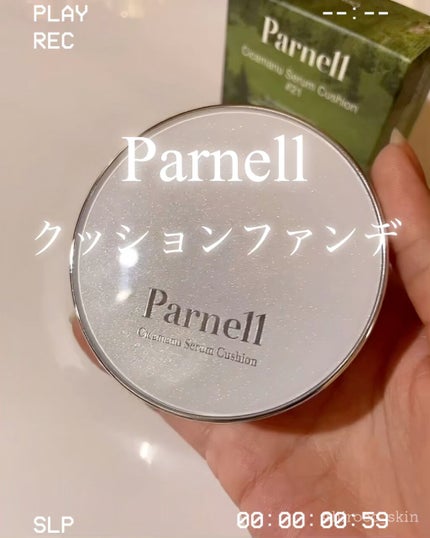 PLAY
REC
--:--
Parnell
Cicamanu Serum Cushion
#21
Parnell
クッションファンデ
Parnell
Cicamanu Serum Cushion
SLP
00:00:00:59